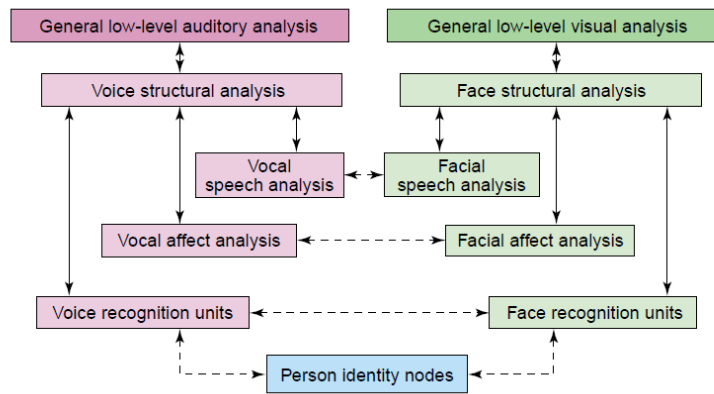 General low-level auditory analysis
General low-level visual analysis
Voice structural analysis
Face structural analysis
Vocal
speech analysis
Facial
speech analysis
Vocal affect analysis
Facial affect analysis
Voice recognition units
Face recognition units
Person identity nodes